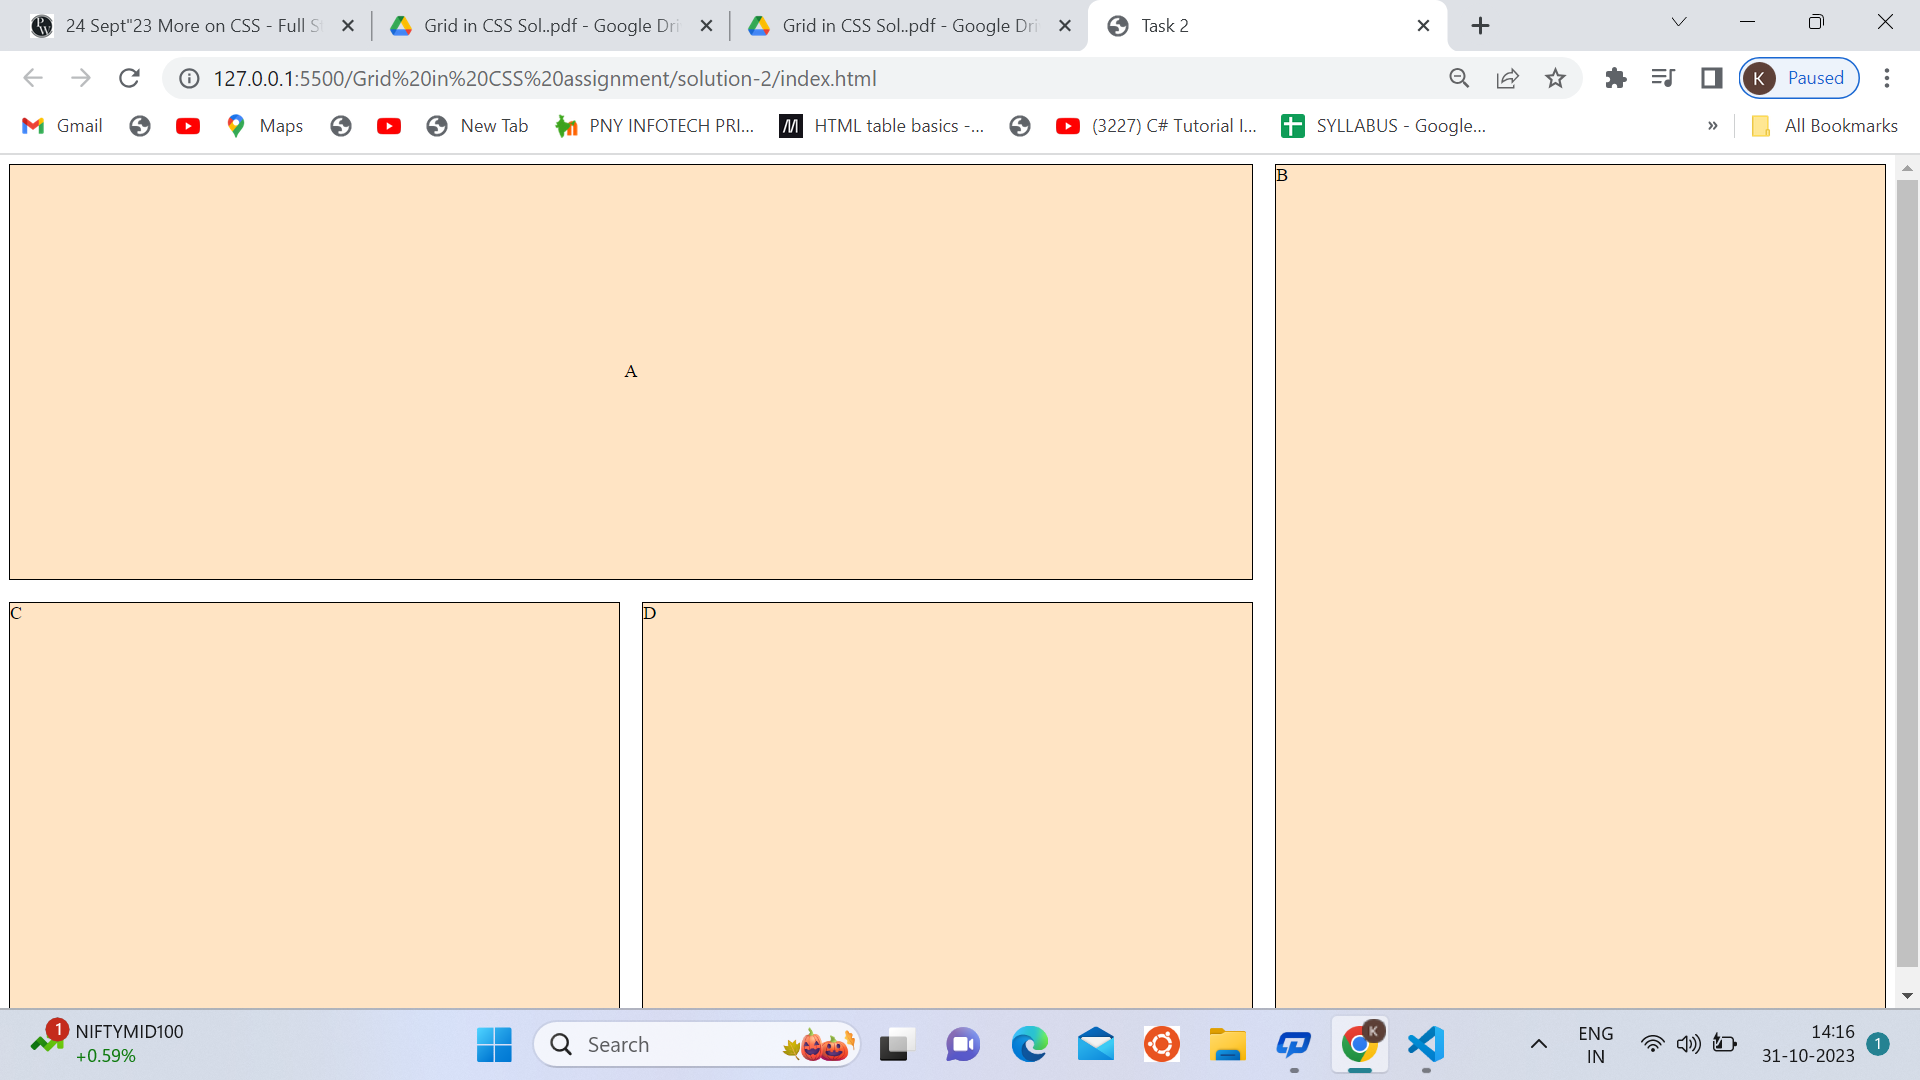 24 Sept"23 More on CSS - Full S
Grid in CSS Sol..pdf - Google Dri
Grid in CSS Sol..pdf - Google Dri
Task 2
127.0.0.1:5500/Grid%20in%20CSS%20assignment/solution-2/index.html
K Paused
Gmail
Maps
New Tab
PNY INFOTECH PRI...
HTML table basics -...
(3227) C# Tutorial I...
SYLLABUS - Google...
»
All Bookmarks
A
B
C
D
1
NIFTYMID100
+0.59%
Search
K
ENG
IN
14:16
31-10-2023
1